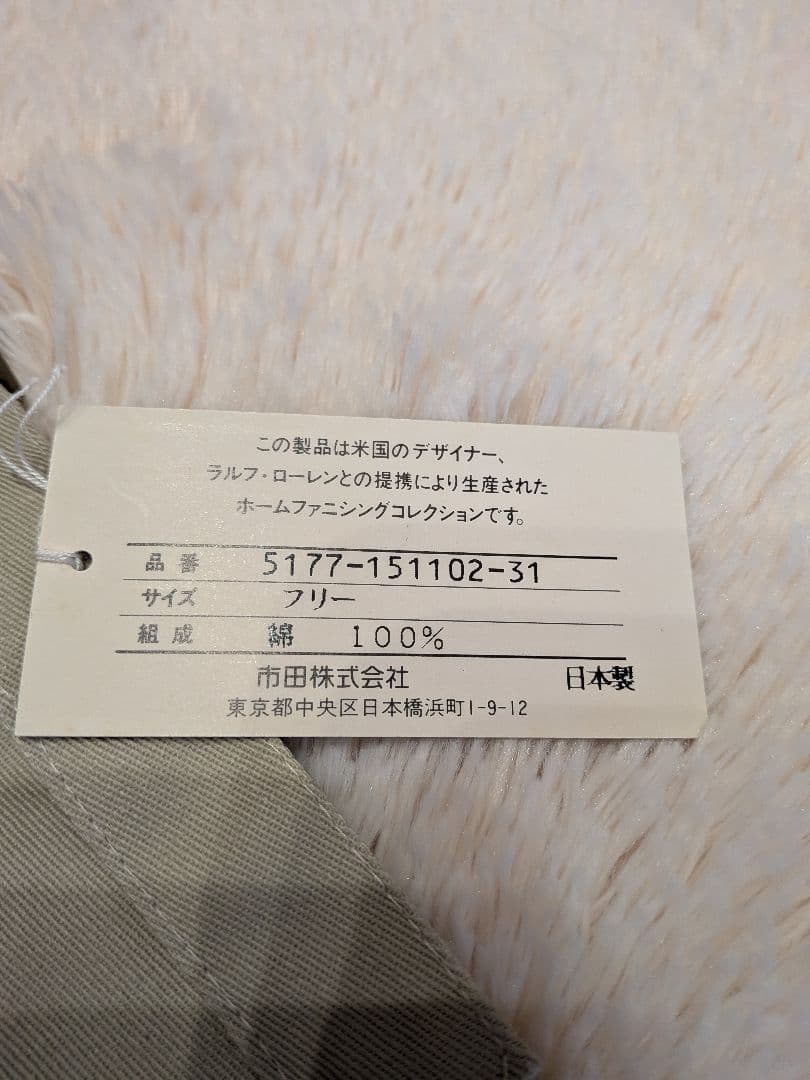 この製品は米国のデザイナー、
ラルフ・ローレンとの提携により生産された
ホームファニシングコレクションです。
品番 5177-151102-31
サイズ フリー
組成 綿 100%
市田株式会社 日本製
東京都中央区日本橋浜町1-9-12